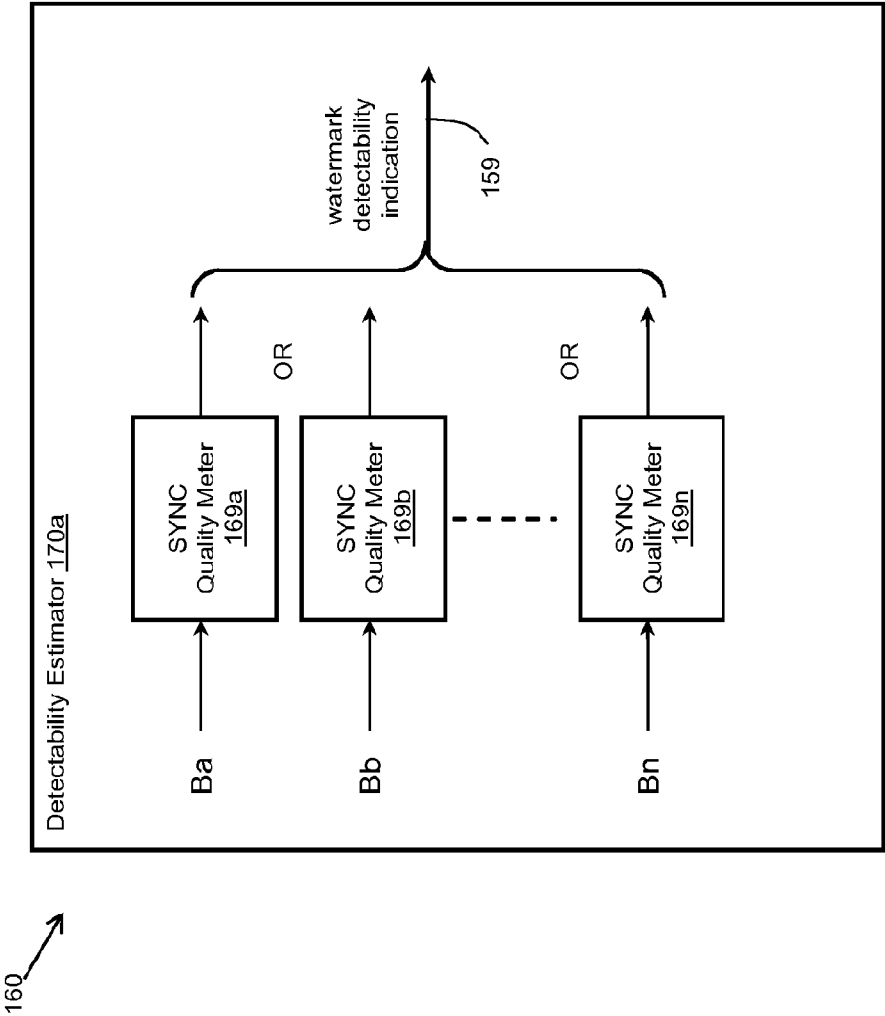 160
Detectability Estimator 170a
Ba
SYNC
Quality Meter
169a
OR
Bb
SYNC
Quality Meter
169b
watermark
detectability
indication
159
OR
Bn
SYNC
Quality Meter
169n